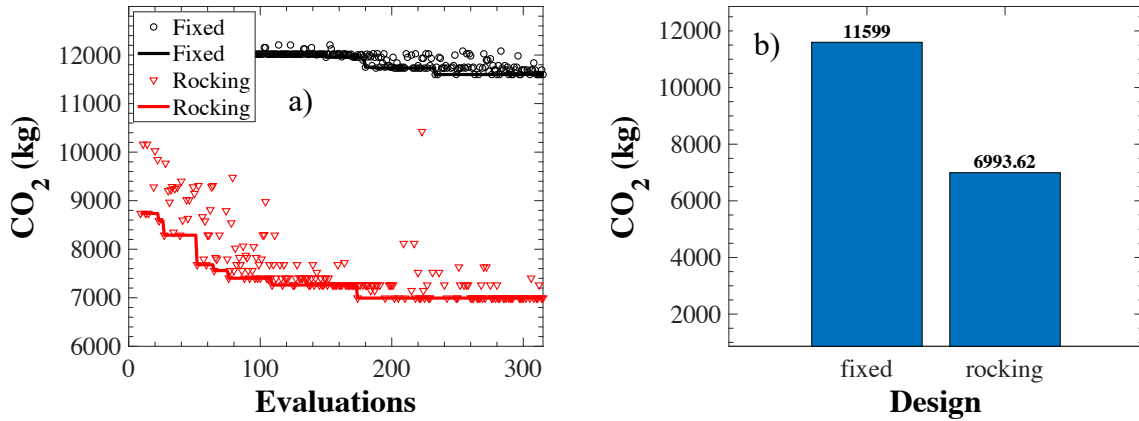 Fixed
Fixed
Rocking
Rocking
a)
12000
11000
10000
9000
8000
7000
6000
CO2 (kg)
0
100
200
300
Evaluations
b)
11599
6993.62
12000
10000
8000
6000
4000
2000
CO2 (kg)
fixed
rocking
Design